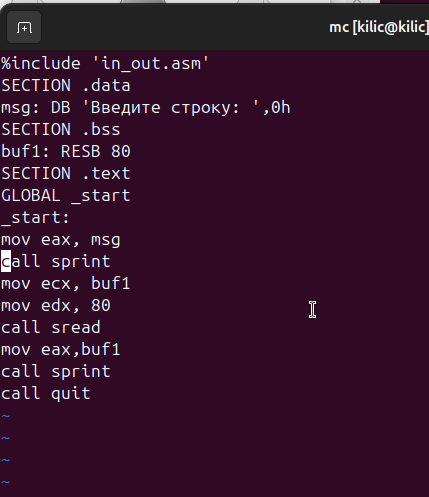 mc [kilic@kilic]
%include 'in_out.asm'
SECTION .data
msg: DB 'Введите строку: ',0h
SECTION .bss
buf1: RESB 80
SECTION .text
GLOBAL _start
_start:
mov eax, msg
call sprint
mov ecx, buf1
mov edx, 80
call sread
mov eax,buf1
call sprint
call quit
~
~
~
~